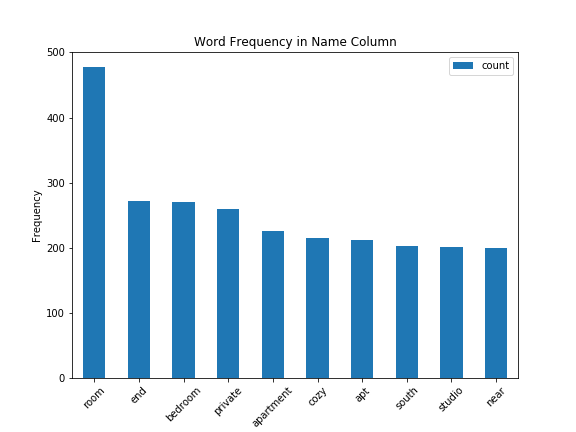 Word Frequency in Name Column
count
Frequency
500
400
300
200
100
0
room
end
bedroom
private
apartment
cozy
apt
south
studio
near